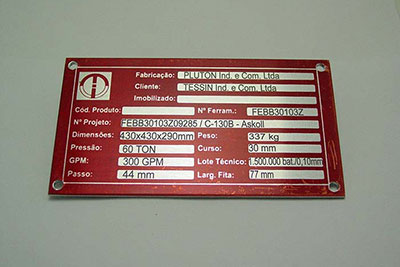 Fabricação: PLUTON Ind. e Com. Ltda
Cliente: TESSIN Ind. e Com. Ltda
Imobilizado:
Cód. Produto: Nº Ferram.: FEBB30103Z
Nº Projeto: FEBB30103Z09285 / C-130B - Askoll
Dimensões: 430x430x290mm Peso: 337 kg
Pressão: 60 TON Curso: 30 mm
GPM: 300 GPM Lote Técnico: 1.500.000 bat./0,10mm
Passo: 44 mm Larg. Fita: 77 mm